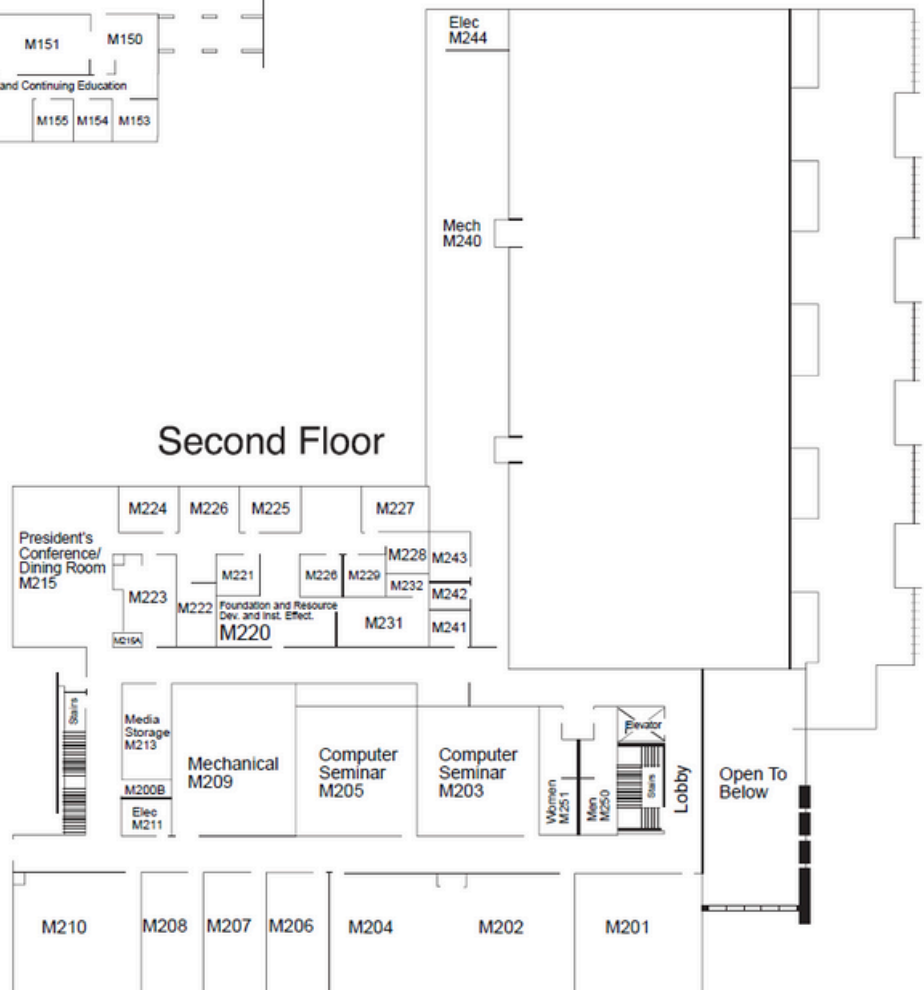 Elec
M244
M151
M150
and Continuing Education
M155
M154
M153
Mech
M240
Second Floor
M224
M226
M225
M227
President's
Conference/
Dining Room
M215
M228
M243
M221
M226
M229
M232
M242
M223
M222
Foundation and Resource
Dev. and Inst. Effect.
M220
M231
M241
M215A
Stairs
Media
Storage
M213
Mechanical
M209
Computer
Seminar
M205
Computer
Seminar
M203
Elevator
Stairs
Lobby
Open To
Below
M200B
Elec
M211
Women
M251
Men
M250
M210
M208
M207
M206
M204
M202
M201